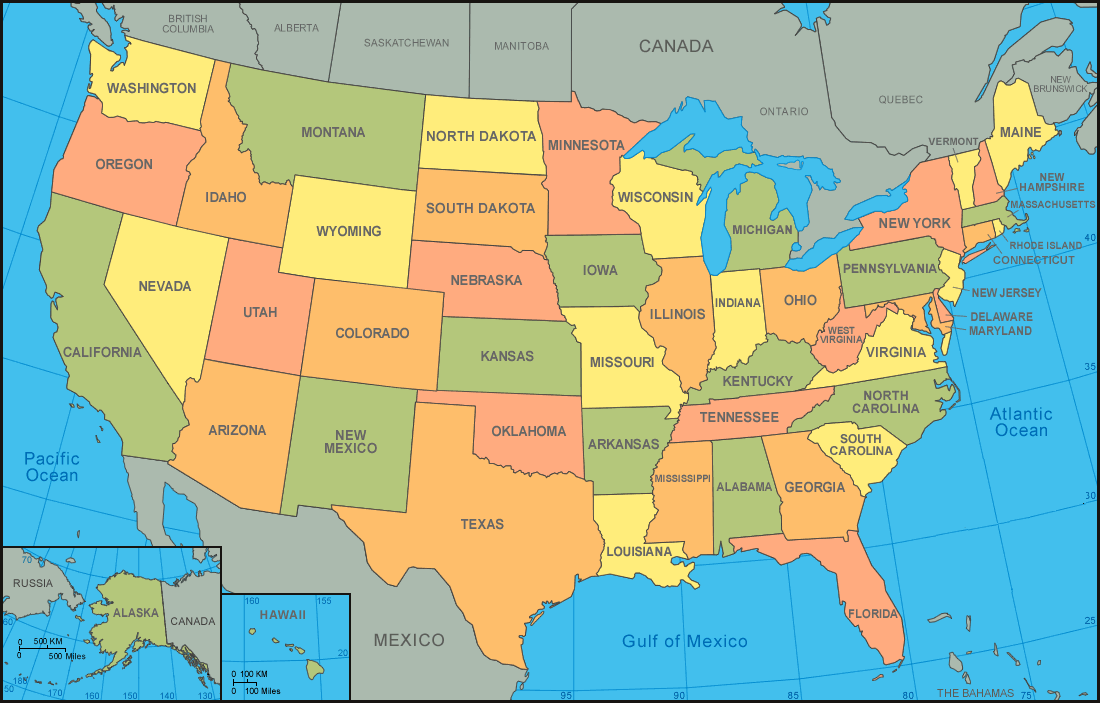 BRITISH
COLUMBIA
ALBERTA
SASKATCHEWAN
MANITOBA
CANADA
ONTARIO
QUEBEC
NEW
BRUNSWICK
WASHINGTON
MONTANA
NORTH DAKOTA
MINNESOTA
VERMONT
MAINE
OREGON
IDAHO
SOUTH DAKOTA
WISCONSIN
MICHIGAN
NEW YORK
NEW
HAMPSHIRE
MASSACHUSETTS
40
RHODE ISLAND
CONNECTICUT
WYOMING
NEBRASKA
IOWA
PENNSYLVANIA
NEW JERSEY
NEVADA
UTAH
COLORADO
ILLINOIS
INDIANA
OHIO
WEST
VIRGINIA
DELAWARE
MARYLAND
VIRGINIA
CALIFORNIA
KANSAS
MISSOURI
KENTUCKY
35
NORTH
CAROLINA
TENNESSEE
Atlantic
Ocean
ARIZONA
NEW
MEXICO
OKLAHOMA
ARKANSAS
SOUTH
CAROLINA
Pacific
Ocean
MISSISSIPPI
ALABAMA
GEORGIA
30
TEXAS
LOUISIANA
FLORIDA
25
MEXICO
Gulf of Mexico
THE BAHAMAS
95
90
85
80
75
70
RUSSIA
ALASKA
CANADA
60
0 500 KM
0 500 Miles
50
180
170
160
150
140
130
160
155
HAWAII
20
0 100 KM
0 100 Miles